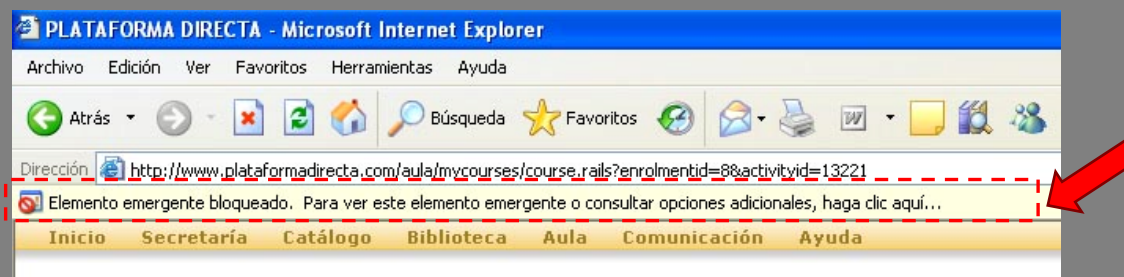 PLATAFORMA DIRECTA - Microsoft Internet Explorer
Archivo Edición Ver Favoritos Herramientas Ayuda
Atrás Búsqueda Favoritos W
Dirección http://www.plataformadirecta.com/aula/mycourses/course.rails?enrolmentid=8&activityid=13221
Elemento emergente bloqueado. Para ver este elemento emergente o consultar opciones adicionales, haga clic aquí...
Inicio Secretaría Catálogo Biblioteca Aula Comunicación Ayuda